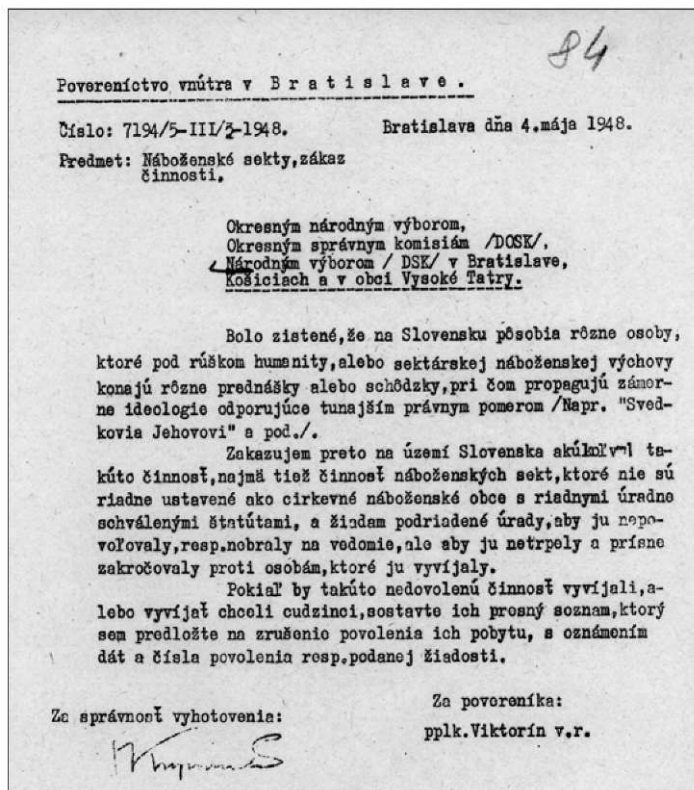 84
Povereníctvo vnútra v B r a t i s l a v e .
Číslo: 7194/5-III/3-1948. Bratislava dňa 4.mája 1948.
Predmet: Náboženské sekty,zákaz
činnosti.
Okresným národným výborom,
Okresným správnym komisiám /DOSK/,
Národným výborom / DSK/ v Bratislave,
Košiciach a v obci Vysoké Tatry.
Bolo zistené,že na Slovensku pôsobia rôzne osoby,
ktoré pod rúškom humanity,alebo sektárskej náboženskej výchovy
konajú rôzne prednášky alebo schôdzky,pri čom propagujú zámer-
ne ideologie odporujúce tunajším právnym pomerom /Napr. "Sved-
kovia Jehovovi" a pod./.
Zakazujem preto na území Slovenska akúkoľvel ta-
kúto činnosť,najmä tiež činnosť náboženských sekt,ktoré nie sú
riadne ustavené ako cirkevné náboženské obce s riadnymi úradne
schválenými štatútami, a žiadam podriadené úrady,aby ju nepo-
voľovaly,resp.nebraly na vedomie,ale aby ju netrpely a prísne
zakročovaly proti osobám,ktoré ju vyvíjaly.
Pokiaľ by takúto nedovolenú činnosť vyvíjali,a-
lebo vyvíjať chceli cudzinci,sostavte ich presný soznam,ktorý
sem predložte na zrušenie povolenia ich pobytu, s oznámením
dát a čísla povolenia resp.podanej žiadosti.
Za povereníka:
Za správnosť vyhotovenia:
pplk.Viktorín v.r.